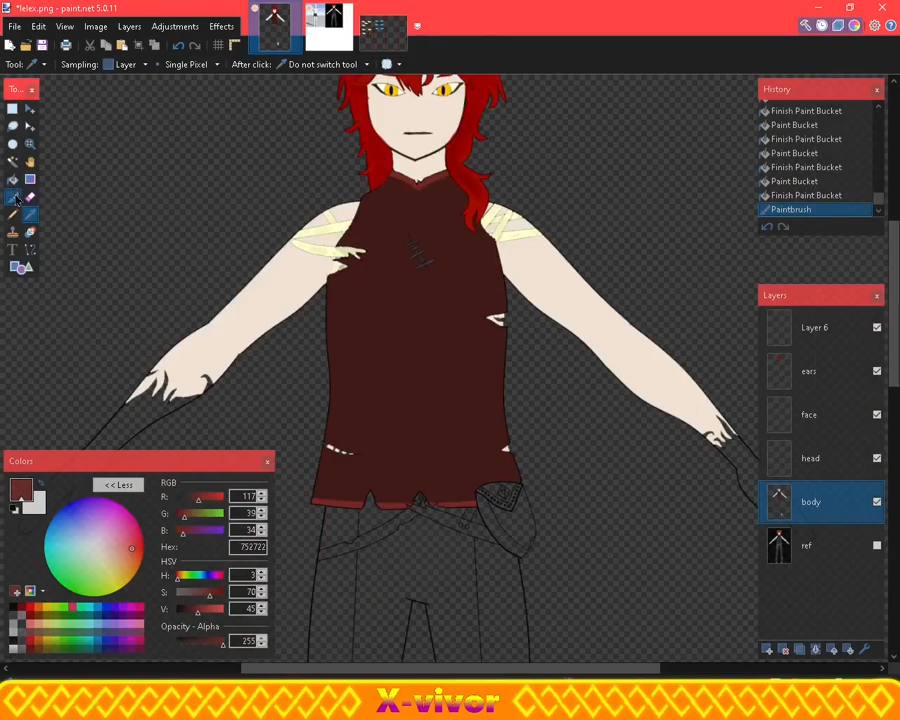 *felex.png - paint.net 5.0.11
File Edit View Image Layers Adjustments Effects
Tool: Sampling: Layer Single Pixel After click: Do not switch tool
To...
History
Finish Paint Bucket
Paint Bucket
Finish Paint Bucket
Paint Bucket
Finish Paint Bucket
Paint Bucket
Finish Paint Bucket
Paintbrush
Layers
Layer 6
ears
face
head
body
ref
Colors
<< Less
RGB
R: 117
G: 39
B: 34
Hex: 752722
HSV
H: 3
S: 70
V: 45
Opacity - Alpha
255
X-vivor